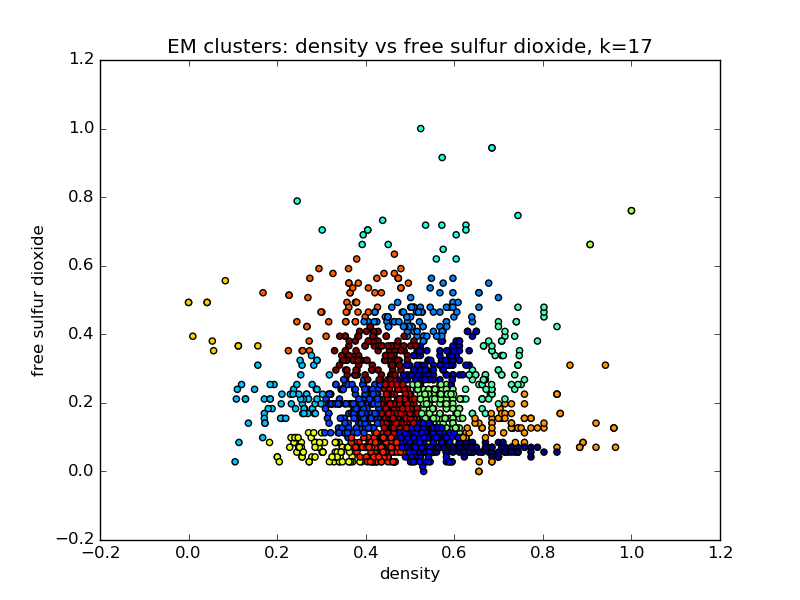 EM clusters: density vs free sulfur dioxide, k=17
1.2
1.0
0.8
0.6
0.4
0.2
0.0
−0.2
free sulfur dioxide
−0.2 0.0 0.2 0.4 0.6 0.8 1.0 1.2
density